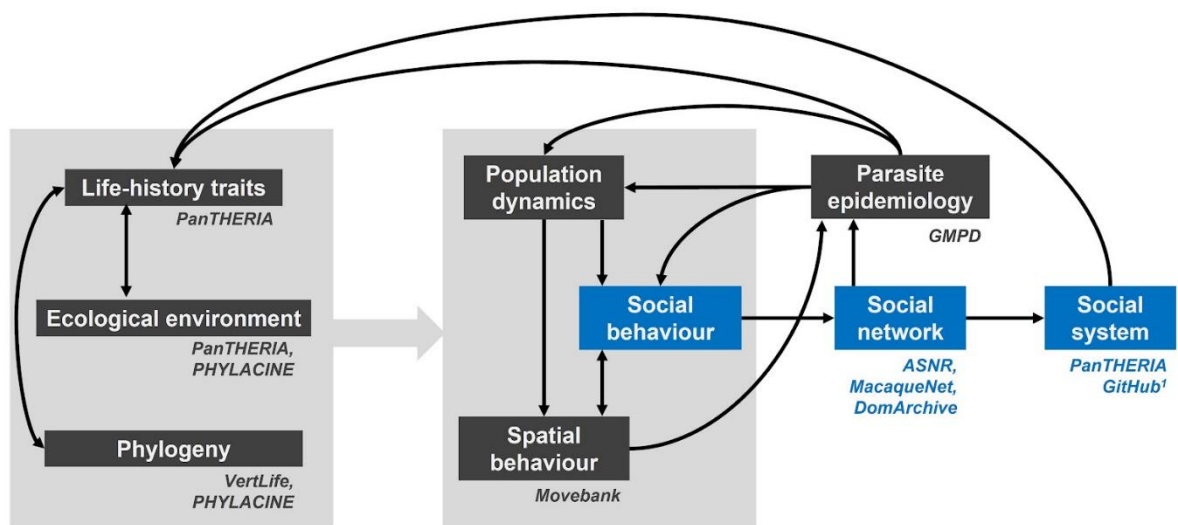 Life-history traits
PanTHERIA
Ecological environment
PanTHERIA,
PHYLACINE
Phylogeny
VertLife,
PHYLACINE
Population
dynamics
Social
behaviour
Spatial
behaviour
Movebank
Parasite
epidemiology
GMPD
Social
network
ASNR,
MacaqueNet,
DomArchive
Social
system
PanTHERIA
GitHub¹